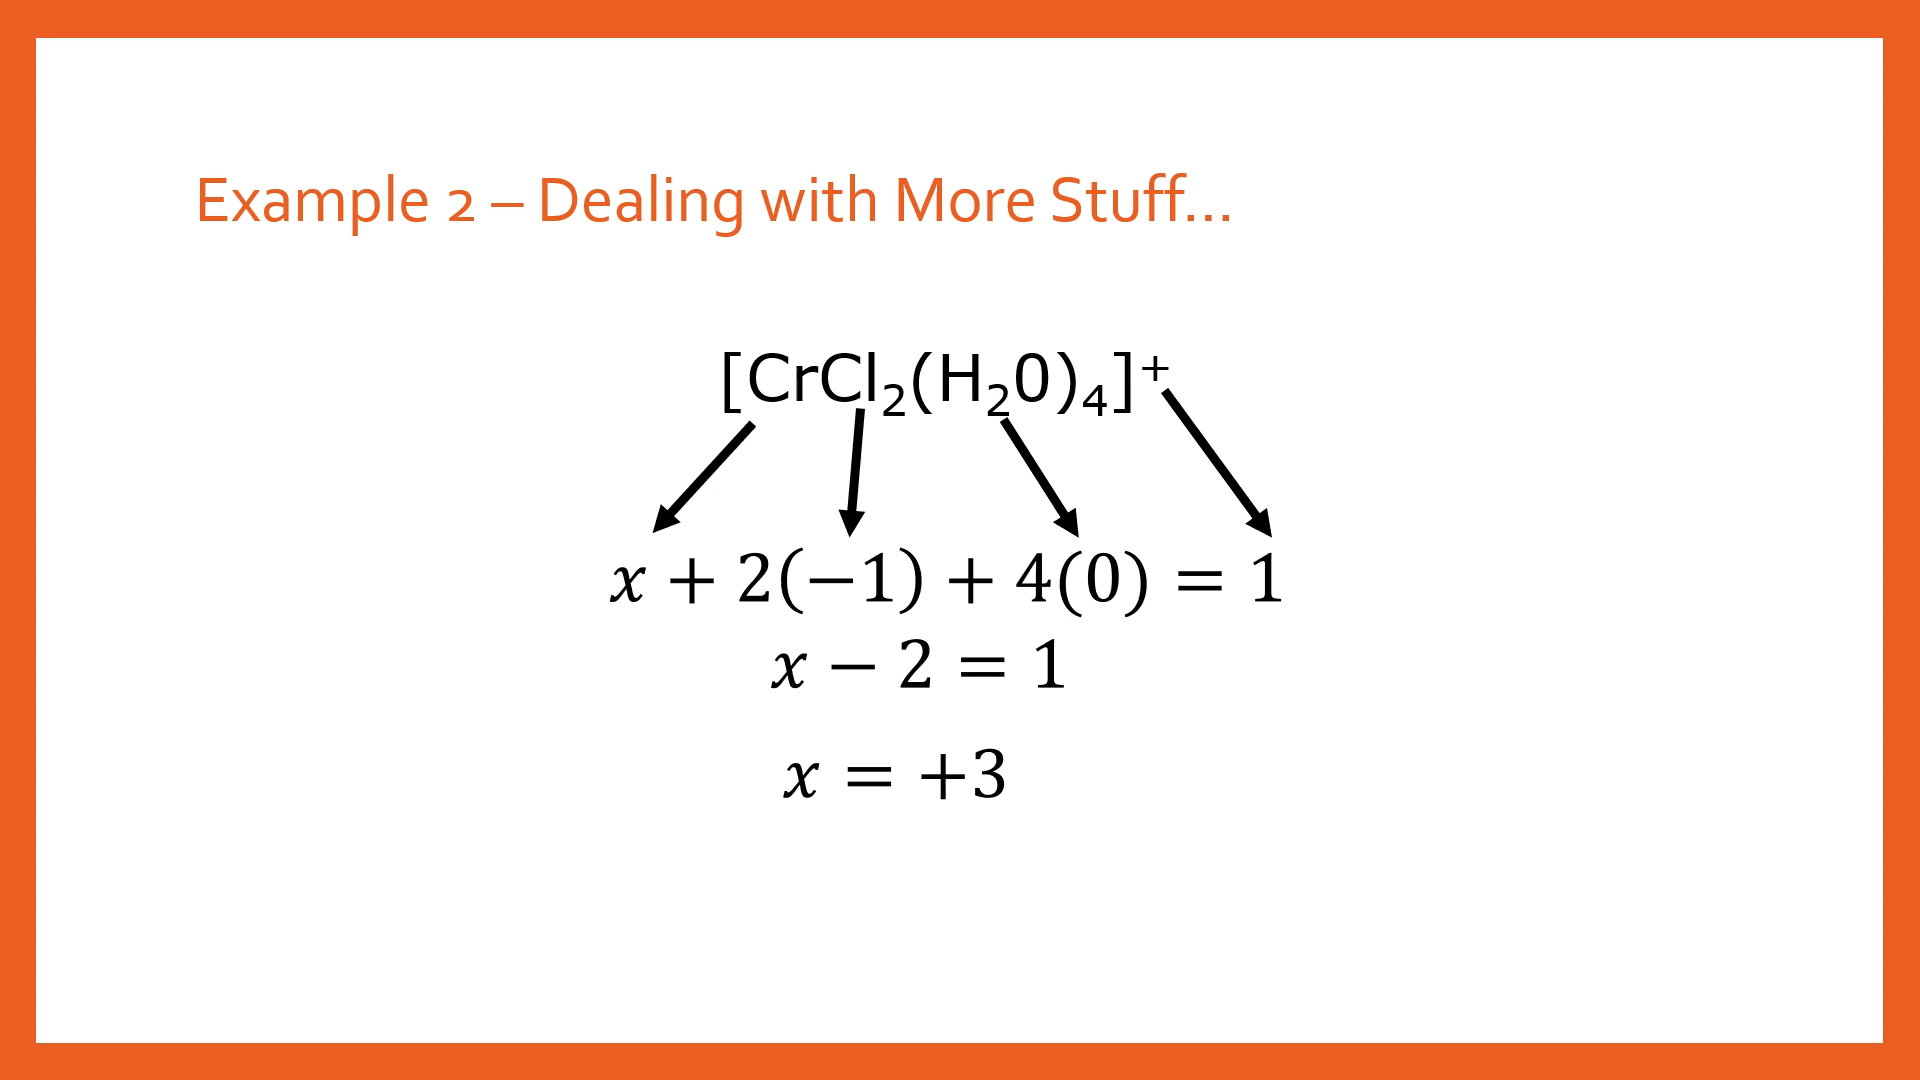 Example 2 – Dealing with More Stuff…
[CrCl₂(H₂0)₄]⁺
x + 2(−1) + 4(0) = 1
x − 2 = 1
x = +3